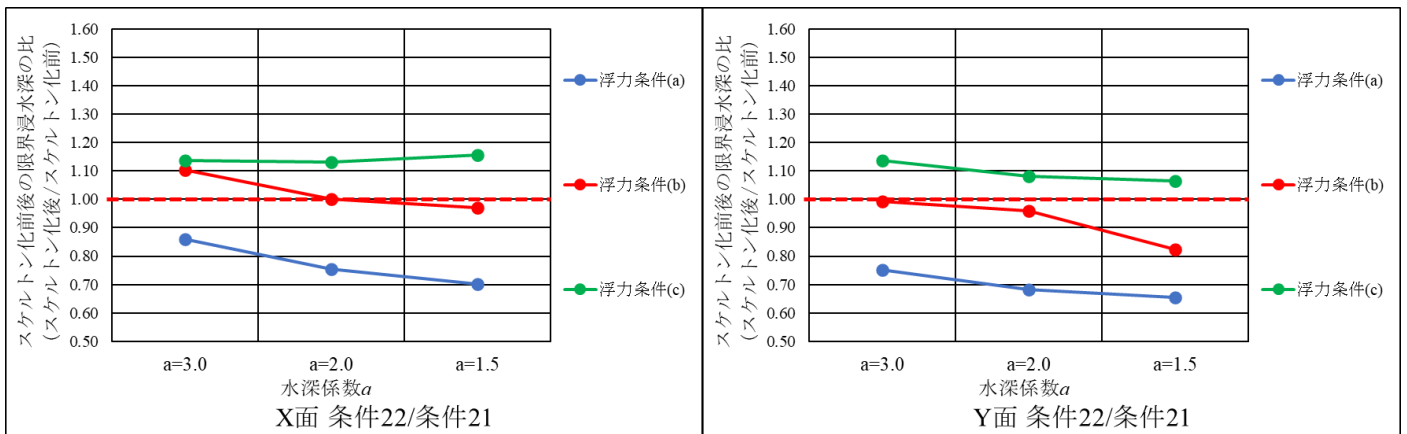 スケルトン化前後の限界浸水深の比
(スケルトン化後/スケルトン化前)
1.60
1.50
1.40
1.30
1.20
1.10
1.00
0.90
0.80
0.70
0.60
0.50
a=3.0
a=2.0
a=1.5
水深係数a
浮力条件(a)
浮力条件(b)
浮力条件(c)
X面 条件22/条件21
スケルトン化前後の限界浸水深の比
(スケルトン化後/スケルトン化前)
1.60
1.50
1.40
1.30
1.20
1.10
1.00
0.90
0.80
0.70
0.60
0.50
a=3.0
a=2.0
a=1.5
水深係数a
浮力条件(a)
浮力条件(b)
浮力条件(c)
Y面 条件22/条件21